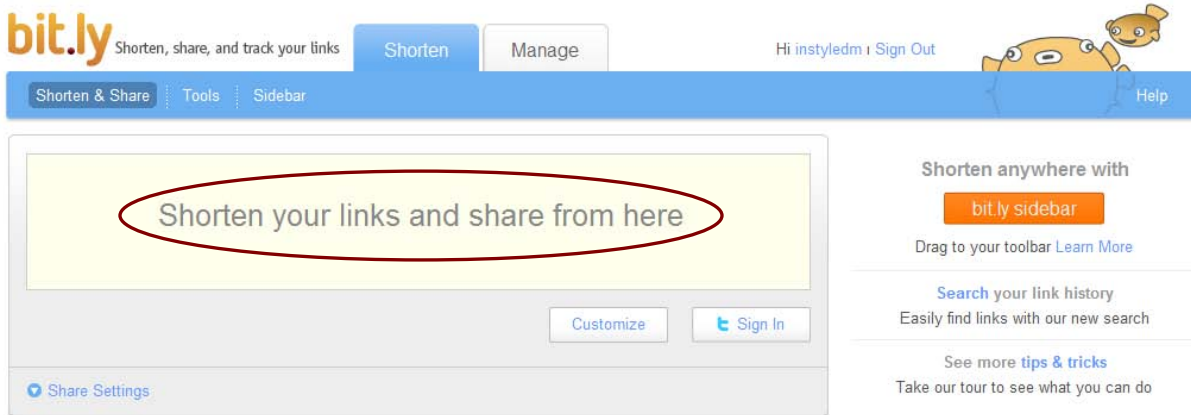 bit.ly Shorten, share, and track your links
Shorten
Manage
Hi instyledm ı Sign Out
Shorten & Share
Tools
Sidebar
Help
Shorten your links and share from here
Customize
Sign In
Share Settings
Shorten anywhere with
bit.ly sidebar
Drag to your toolbar Learn More
Search your link history
Easily find links with our new search
See more tips & tricks
Take our tour to see what you can do